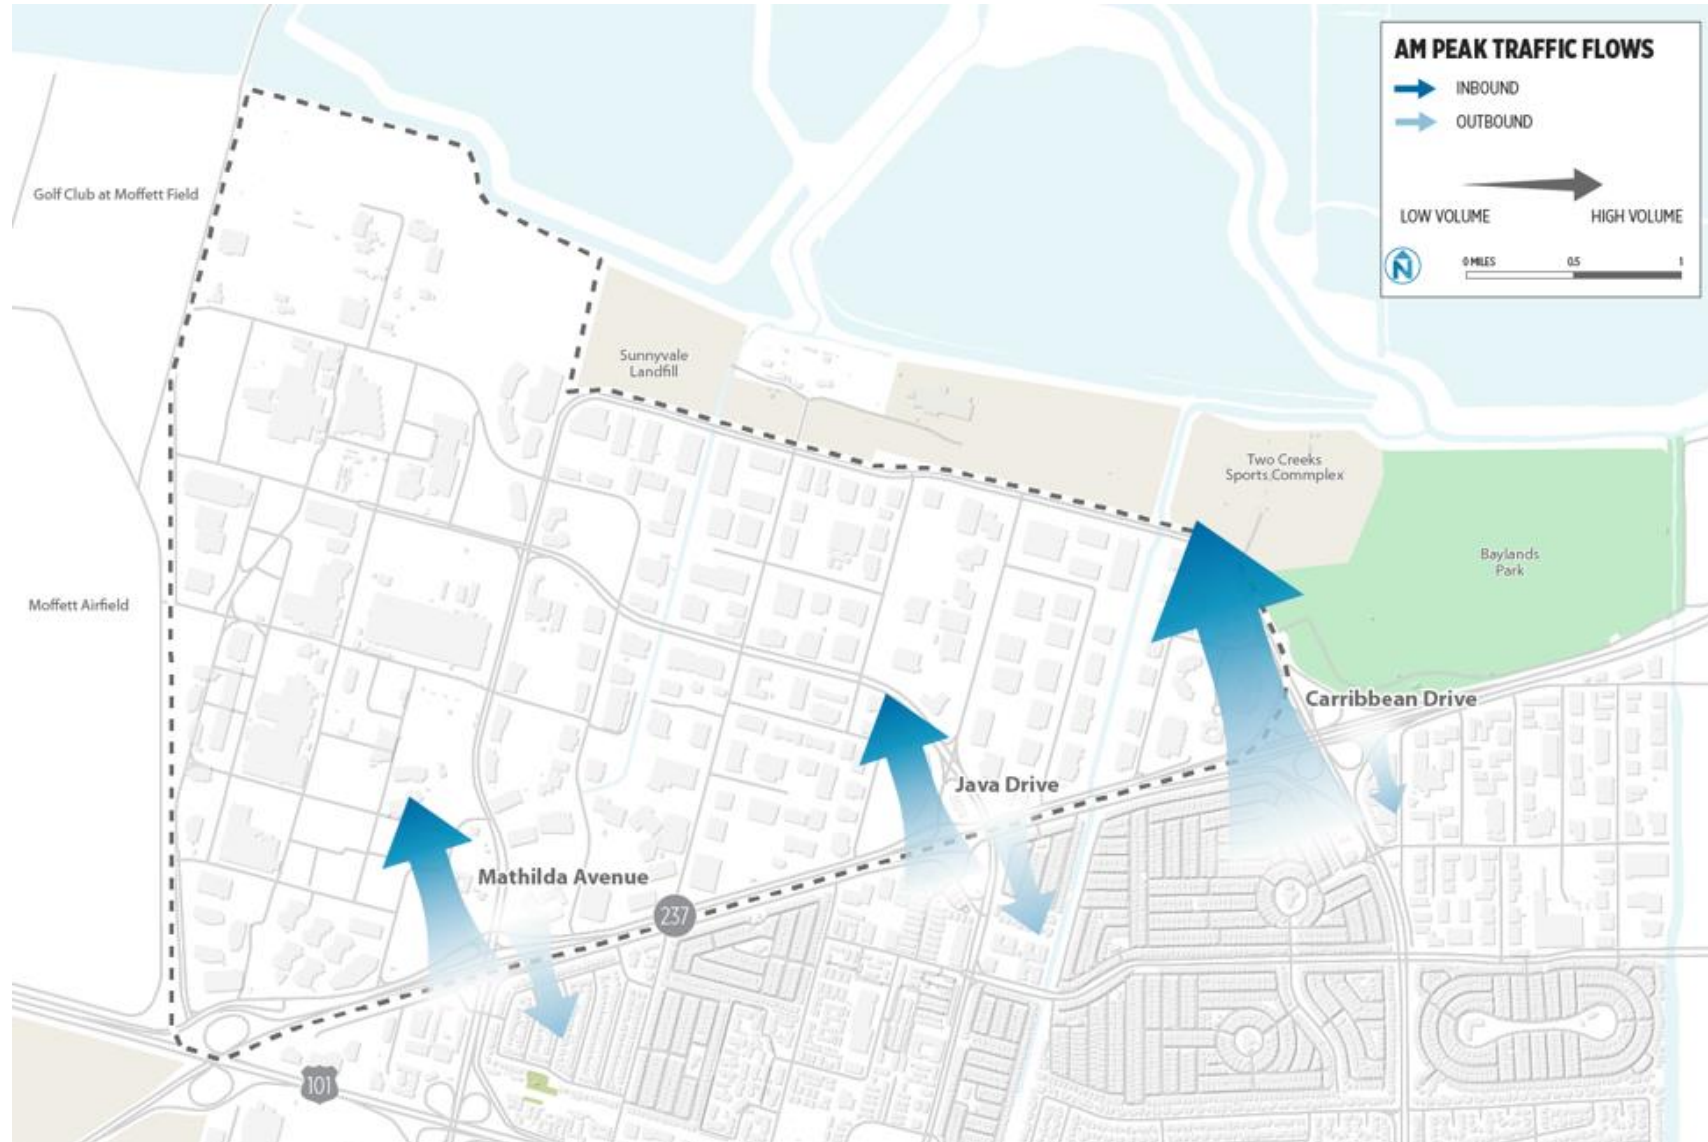 AM PEAK TRAFFIC FLOWS
INBOUND
OUTBOUND
LOW VOLUME
HIGH VOLUME
N
0 MILES
0.5
1
Golf Club at Moffett Field
Sunnyvale
Landfill
Two Creeks
Sports Commplex
Baylands
Park
Moffett Airfield
Carribbean Drive
Java Drive
Mathilda Avenue
237
101